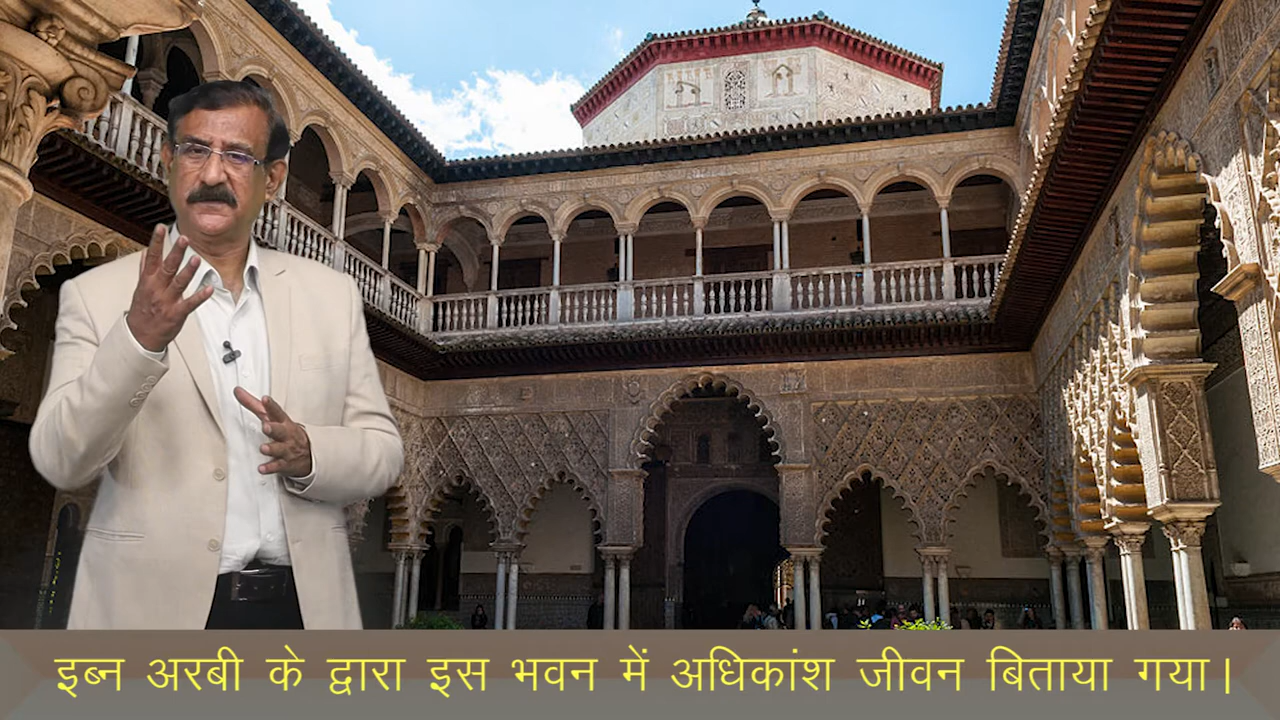 इब्न अरबी के द्वारा इस भवन में अधिकांश जीवन बिताया गया।